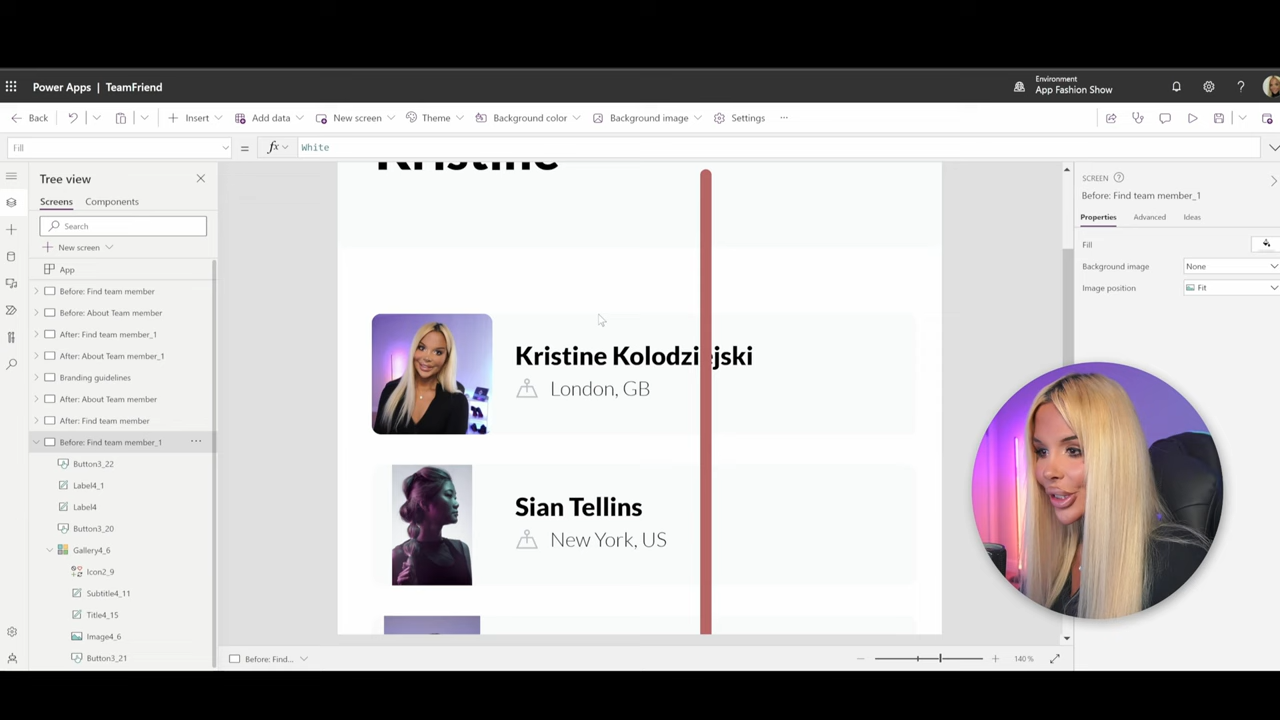 Power Apps | TeamFriend
Environment
App Fashion Show
Back
Insert
Add data
New screen
Theme
Background color
Background image
Settings
Fill
= fx White
Tree view
Screens Components
Search
New screen
App
Before: Find team member
Before: About Team member
After: Find team member_1
After: About Team member_1
Branding guidelines
After: About Team member
After: Find team member
Before: Find team member_1
Button3_22
Label4_1
Label4
Button3_20
Gallery4_6
Icon2_9
Subtitle4_11
Title4_15
Image4_6
Button3_21
Kristine
Kristine Kolodziejski
London, GB
Sian Tellins
New York, US
SCREEN
Before: Find team member_1
Properties Advanced Ideas
Fill
Background image None
Image position Fit
Before: Find...
140 %